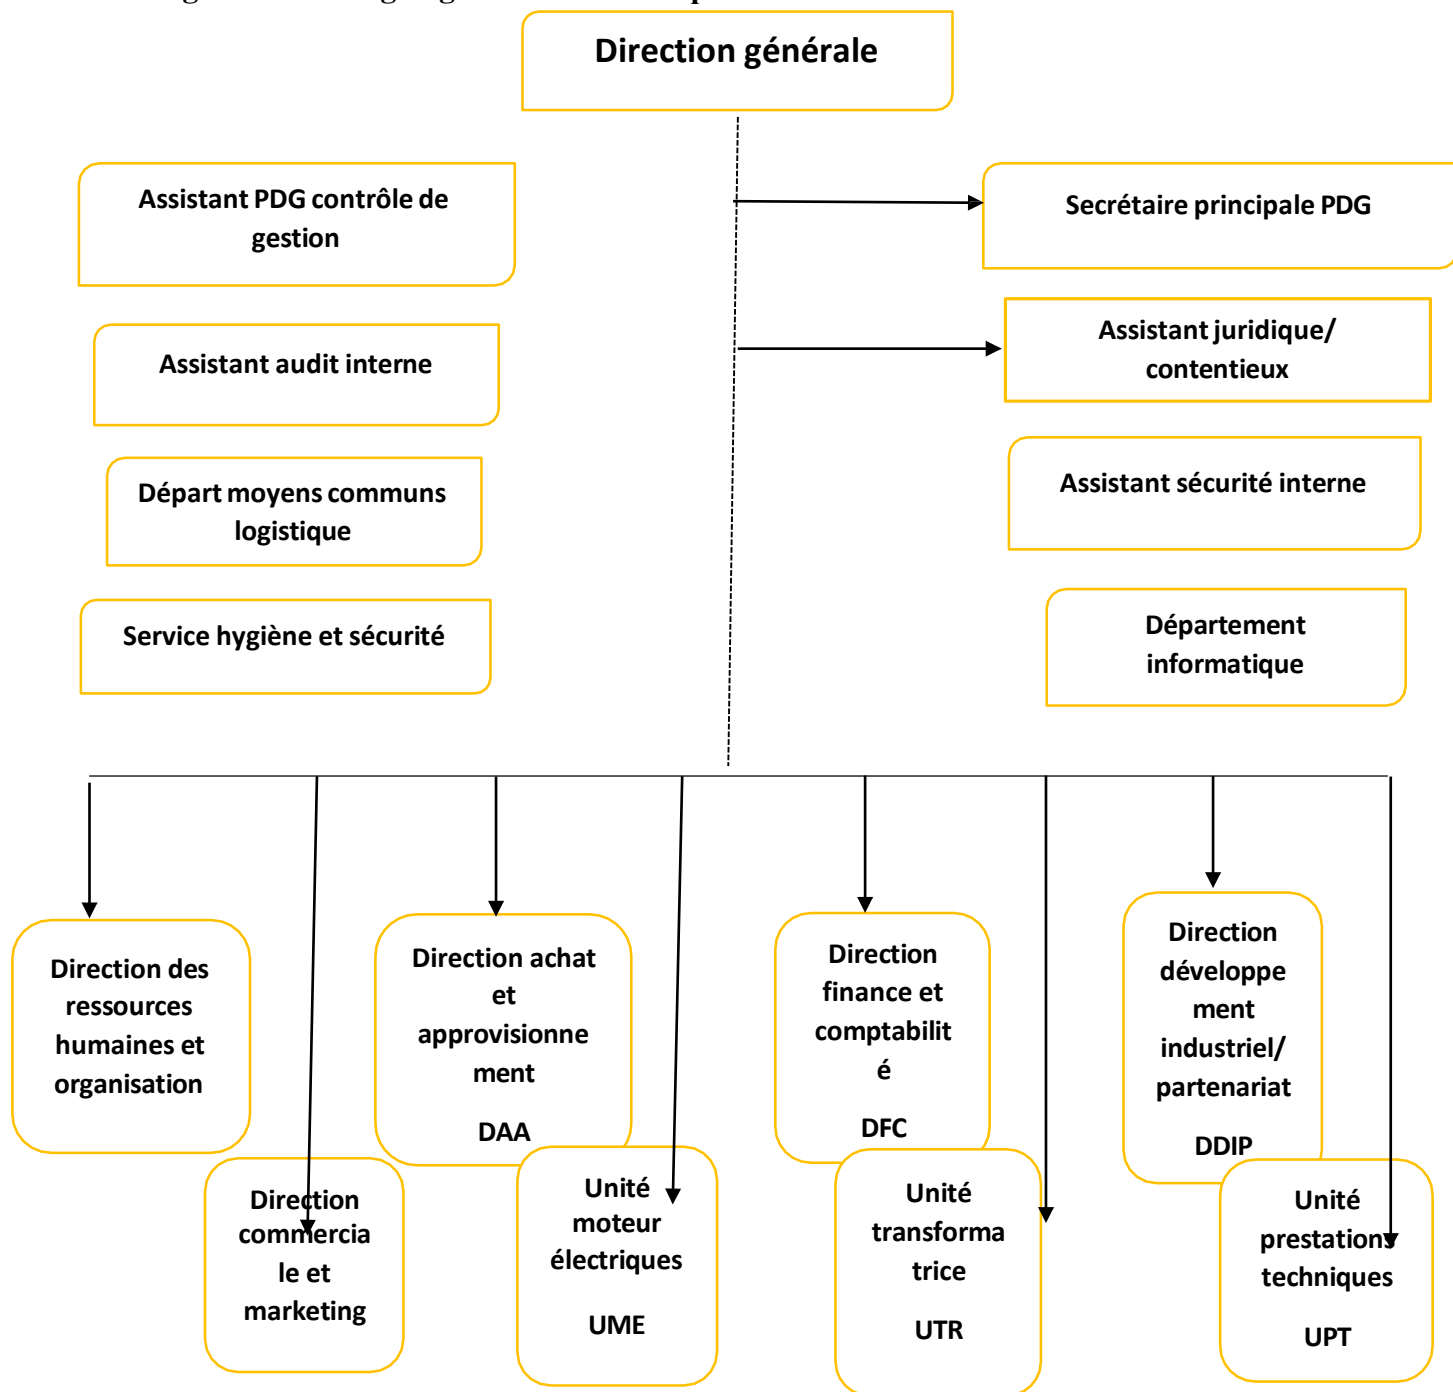 Direction générale
Assistant PDG contrôle de
gestion
Secrétaire principale PDG
Assistant audit interne
Assistant juridique/
contentieux
Départ moyens communs
logistique
Assistant sécurité interne
Service hygiène et sécurité
Département
informatique
Direction des
ressources
humaines et
organisation
Direction achat
et
approvisionne
ment
DAA
Direction
finance et
comptabilit
é
DFC
Direction
développe
ment
industriel/
partenariat
DDIP
Direction
commercia
le et
marketing
Unité
moteur
électriques
UME
Unité
transforma
trice
UTR
Unité
prestations
techniques
UPT